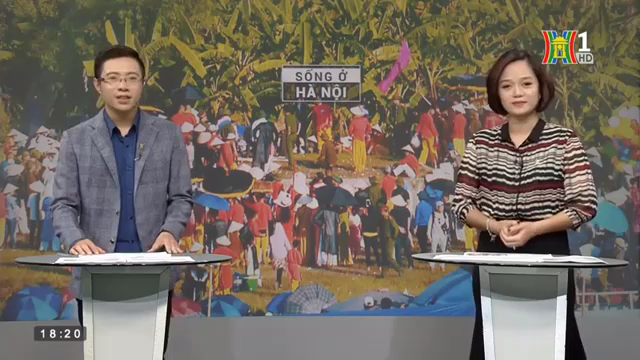 SỐNG Ở
HÀ NỘI
H
1
HD
18:20